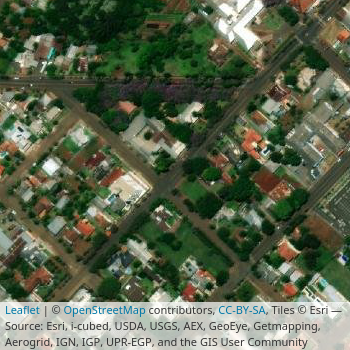 Leaflet | © OpenStreetMap contributors, CC-BY-SA, Tiles © Esri —
Source: Esri, i-cubed, USDA, USGS, AEX, GeoEye, Getmapping,
Aerogrid, IGN, IGP, UPR-EGP, and the GIS User Community